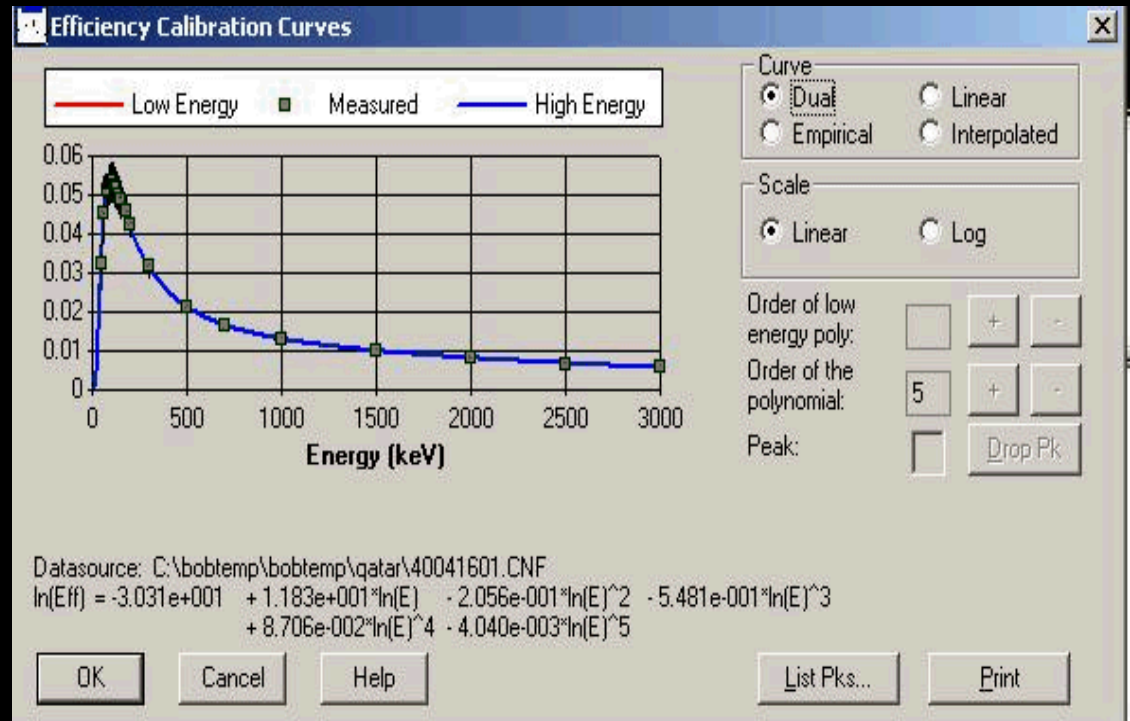 Efficiency Calibration Curves
Low Energy Measured High Energy
0.06
0.05
0.04
0.03
0.02
0.01
0
0 500 1000 1500 2000 2500 3000
Energy (keV)
Curve
Dual Linear
Empirical Interpolated
Scale
Linear Log
Order of low
energy poly: + -
Order of the
polynomial: 5 + -
Peak: Drop Pk
Datasource: C:\bobtemp\bobtemp\qatar\40041601.CNF
ln(Eff) = -3.031e+001 + 1.183e+001*ln(E) - 2.056e-001*ln(E)^2 - 5.481e-001*ln(E)^3
+ 8.706e-002*ln(E)^4 - 4.040e-003*ln(E)^5
OK Cancel Help List Pks... Print